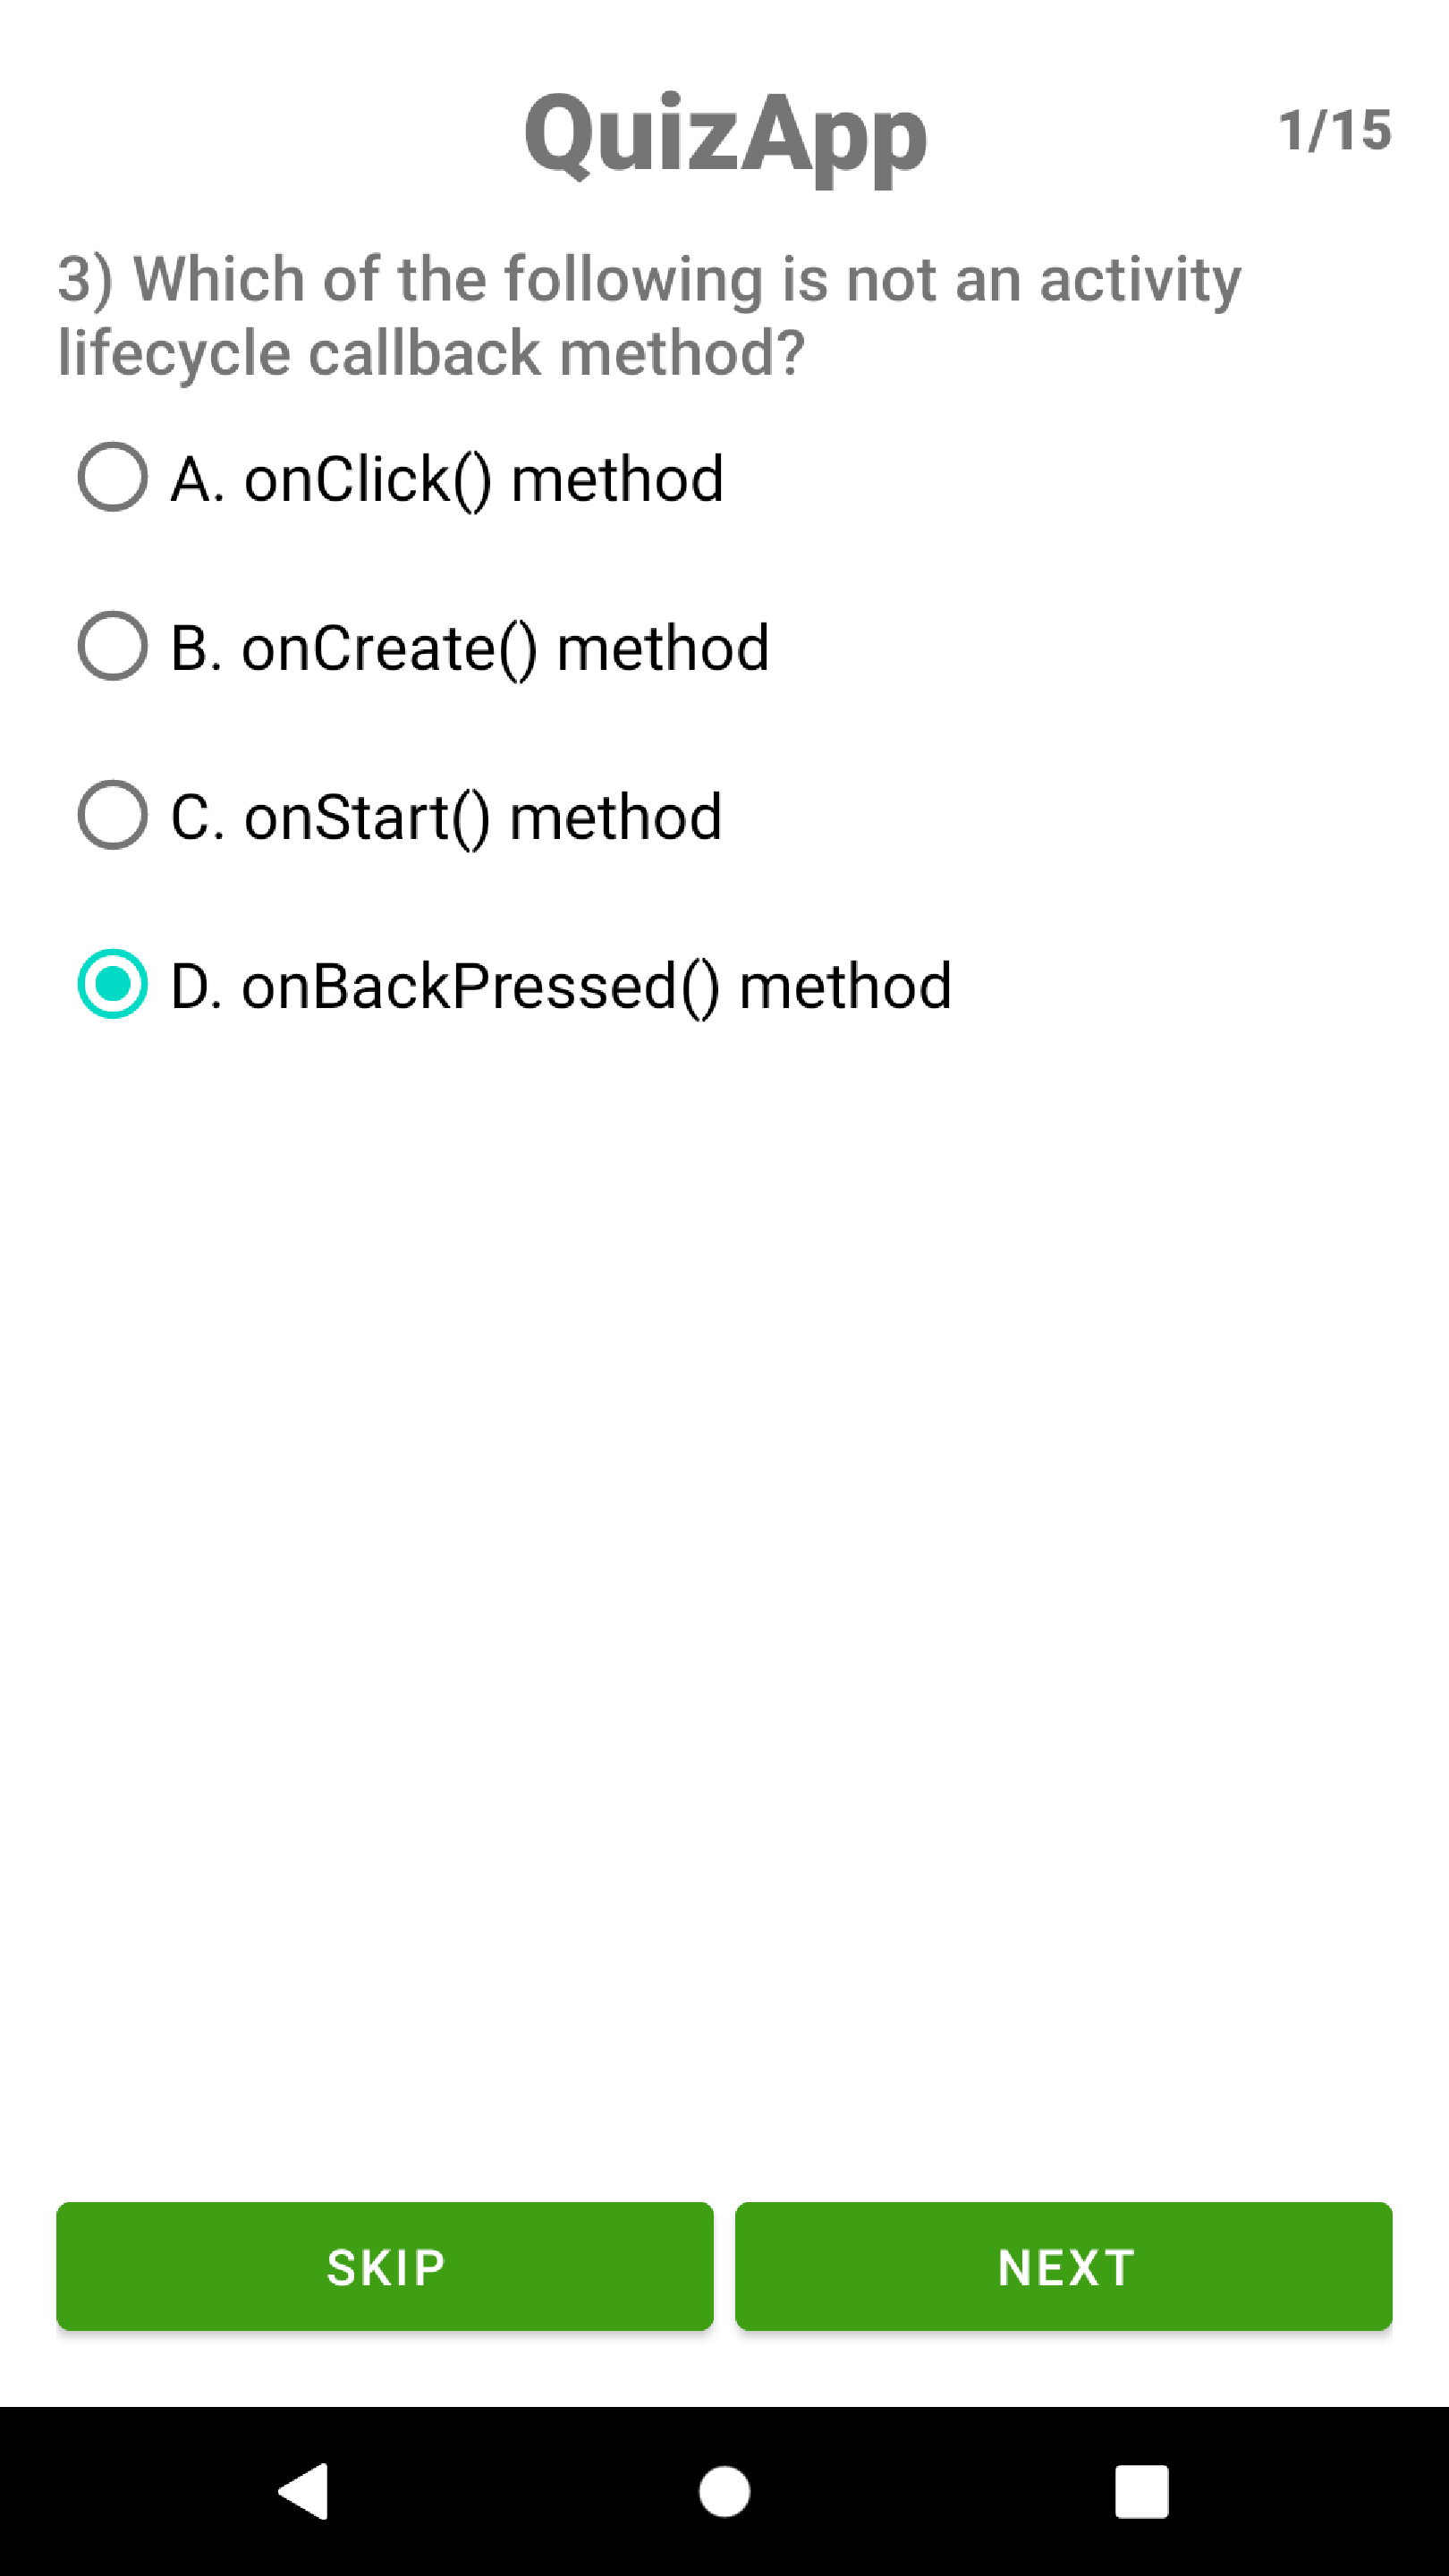 QuizApp
1/15
3) Which of the following is not an activity
lifecycle callback method?
A. onClick() method
B. onCreate() method
C. onStart() method
D. onBackPressed() method
SKIP
NEXT